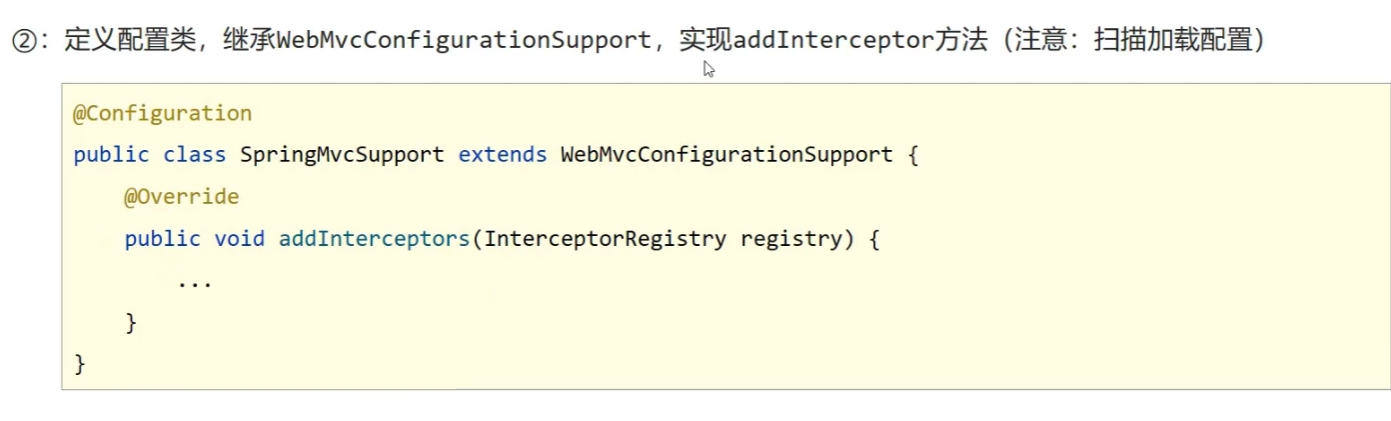 ②：定义配置类，继承WebMvcConfigurationSupport，实现addInterceptor方法（注意：扫描加载配置）
@Configuration
public class SpringMvcSupport extends WebMvcConfigurationSupport {
    @Override
    public void addInterceptors(InterceptorRegistry registry) {
        ...
    }
}